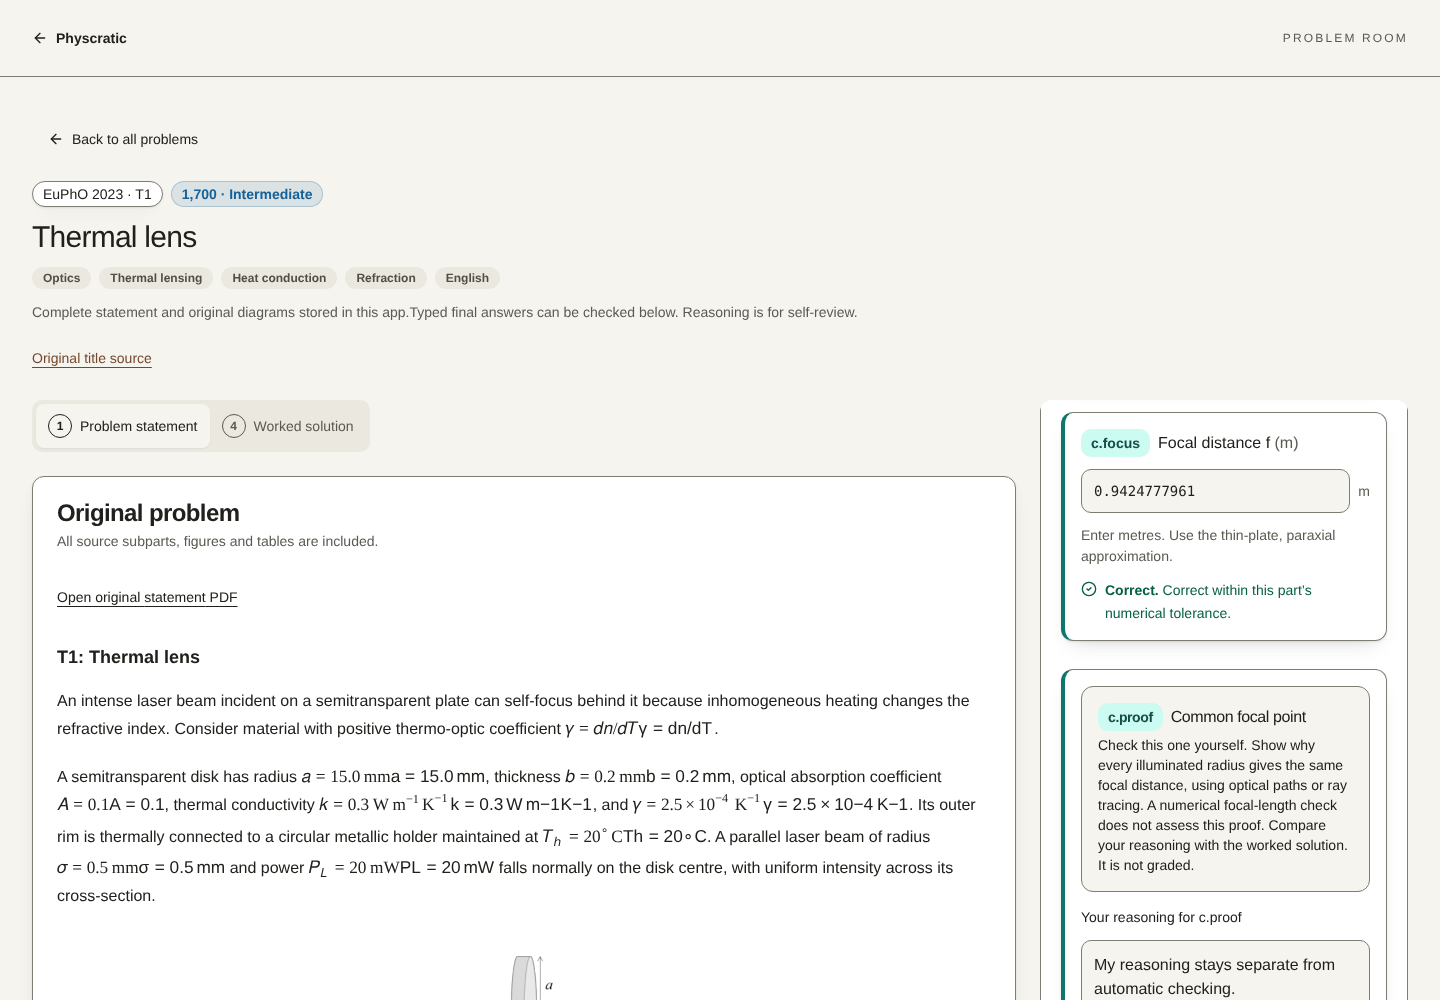 Physcratic
PROBLEM ROOM
Back to all problems
EuPhO 2023 · T1
1,700 · Intermediate
Thermal lens
Optics
Thermal lensing
Heat conduction
Refraction
English
Complete statement and original diagrams stored in this app.Typed final answers can be checked below. Reasoning is for self-review.
Original title source
1 Problem statement
4 Worked solution
Original problem
All source subparts, figures and tables are included.
Open original statement PDF
T1: Thermal lens
An intense laser beam incident on a semitransparent plate can self-focus behind it because inhomogeneous heating changes the
refractive index. Consider material with positive thermo-optic coefficient γ = dn/dTγ = dn/dT.
A semitransparent disk has radius a = 15.0 mma = 15.0 mm, thickness b = 0.2 mmb = 0.2 mm, optical absorption coefficient
A = 0.1A = 0.1, thermal conductivity k = 0.3 W m⁻¹ K⁻¹k = 0.3 W m−1K−1, and γ = 2.5 × 10⁻⁴ K⁻¹γ = 2.5 × 10−4 K−1. Its outer
rim is thermally connected to a circular metallic holder maintained at T_h = 20°CTh = 20∘C. A parallel laser beam of radius
σ = 0.5 mmσ = 0.5 mm and power P_L = 20 mWPL = 20 mW falls normally on the disk centre, with uniform intensity across its
cross-section.
a
c.focus Focal distance f (m)
0.9424777961 m
Enter metres. Use the thin-plate, paraxial
approximation.
Correct. Correct within this part's
numerical tolerance.
c.proof Common focal point
Check this one yourself. Show why
every illuminated radius gives the same
focal distance, using optical paths or ray
tracing. A numerical focal-length check
does not assess this proof. Compare
your reasoning with the worked solution.
It is not graded.
Your reasoning for c.proof
My reasoning stays separate from
automatic checking.